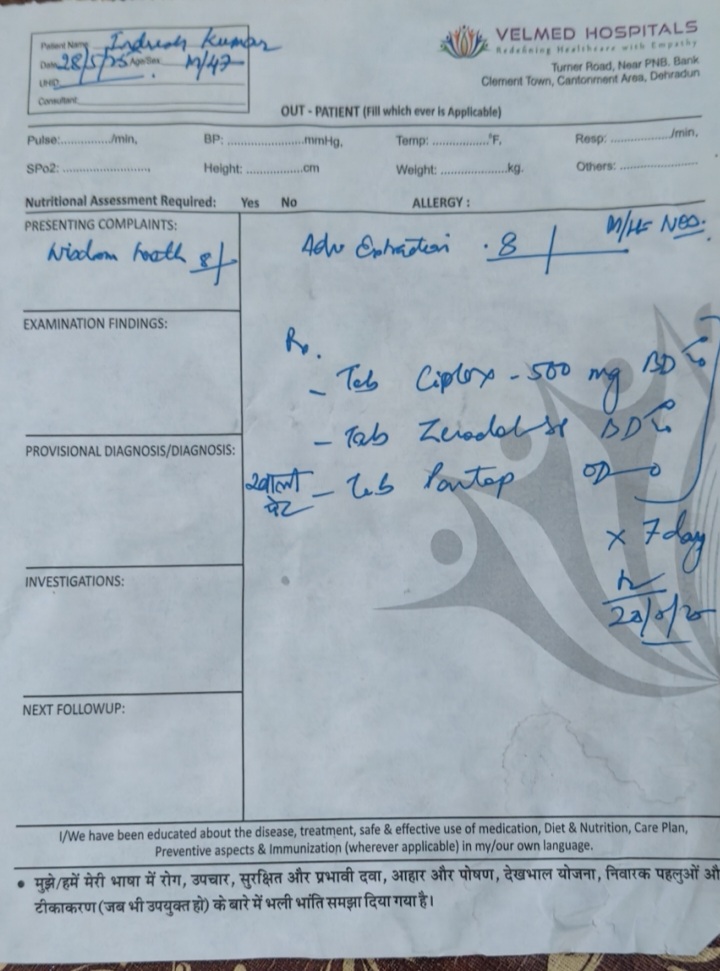 VELMED HOSPITALS
Redefining Healthcare with Empathy
Turner Road, Near PNB. Bank
Clement Town, Cantonment Area, Dehradun
Patient Name Indresh Kumar
Date 28/5/25 Age/Sex M/47
UHID
Consultant
OUT - PATIENT (Fill which ever is Applicable)
Pulse:............../min, BP: ......................mmHg, Temp: ................°F, Resp: ................/min,
SPo2: ........................, Height: ................cm Weight: ...................kg. Others: ......................
Nutritional Assessment Required: Yes No ALLERGY :
PRESENTING COMPLAINTS:
Wisdom tooth 8
Adv Extraction 8
M/H-
EXAMINATION FINDINGS:
Rx.
- Tab Ciplox - 500 mg BD
- Tab Zerodol se BD
PROVISIONAL DIAGNOSIS/DIAGNOSIS:
खाली पेट - Tab Pantop OD
x 7 day
INVESTIGATIONS:
NEXT FOLLOWUP:
I/We have been educated about the disease, treatment, safe & effective use of medication, Diet & Nutrition, Care Plan,
Preventive aspects & Immunization (wherever applicable) in my/our own language.
• मुझे/हमें मेरी भाषा में रोग, उपचार, सुरक्षित और प्रभावी दवा, आहार और पोषण, देखभाल योजना, निवारक पहलुओं औ
टीकाकरण (जब भी उपयुक्त हो) के बारे में भली भांति समझा दिया गया है।